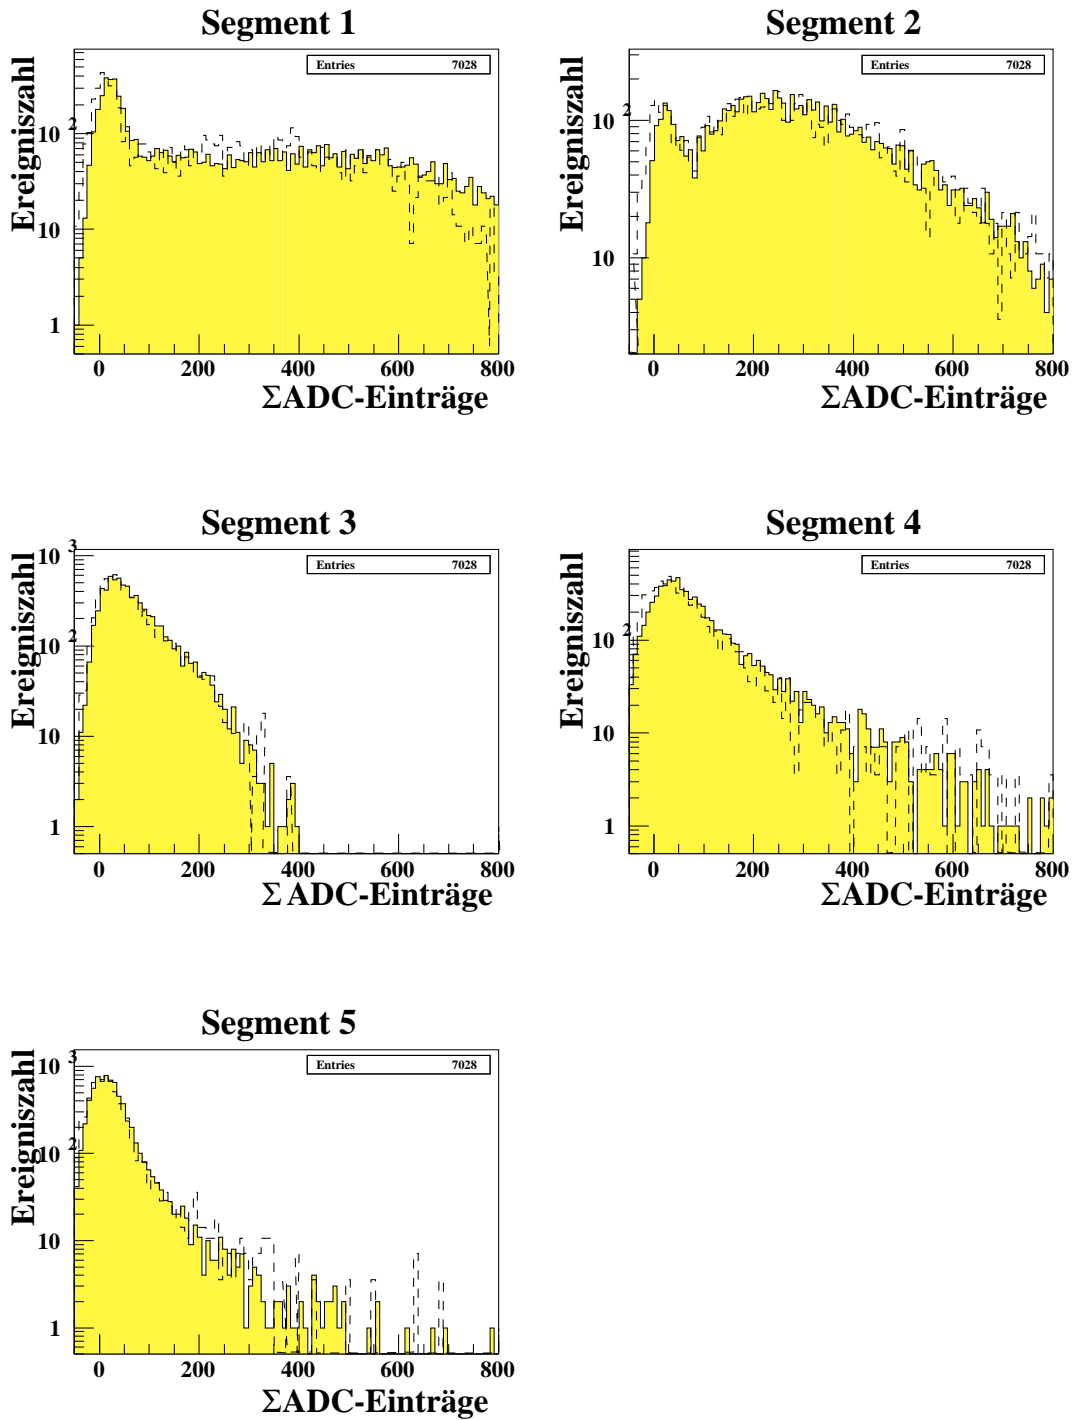 Segment 1
Entries 7028
Ereigniszahl
10 2
10
1
0 200 400 600 800
ΣADC-Einträge
Segment 2
Entries 7028
Ereigniszahl
10 2
10
0 200 400 600 800
ΣADC-Einträge
Segment 3
Entries 7028
Ereigniszahl
10 3
10 2
10
1
0 200 400 600 800
Σ ADC-Einträge
Segment 4
Entries 7028
Ereigniszahl
10 2
10
1
0 200 400 600 800
ΣADC-Einträge
Segment 5
Entries 7028
Ereigniszahl
10 3
10 2
10
1
0 200 400 600 800
ΣADC-Einträge